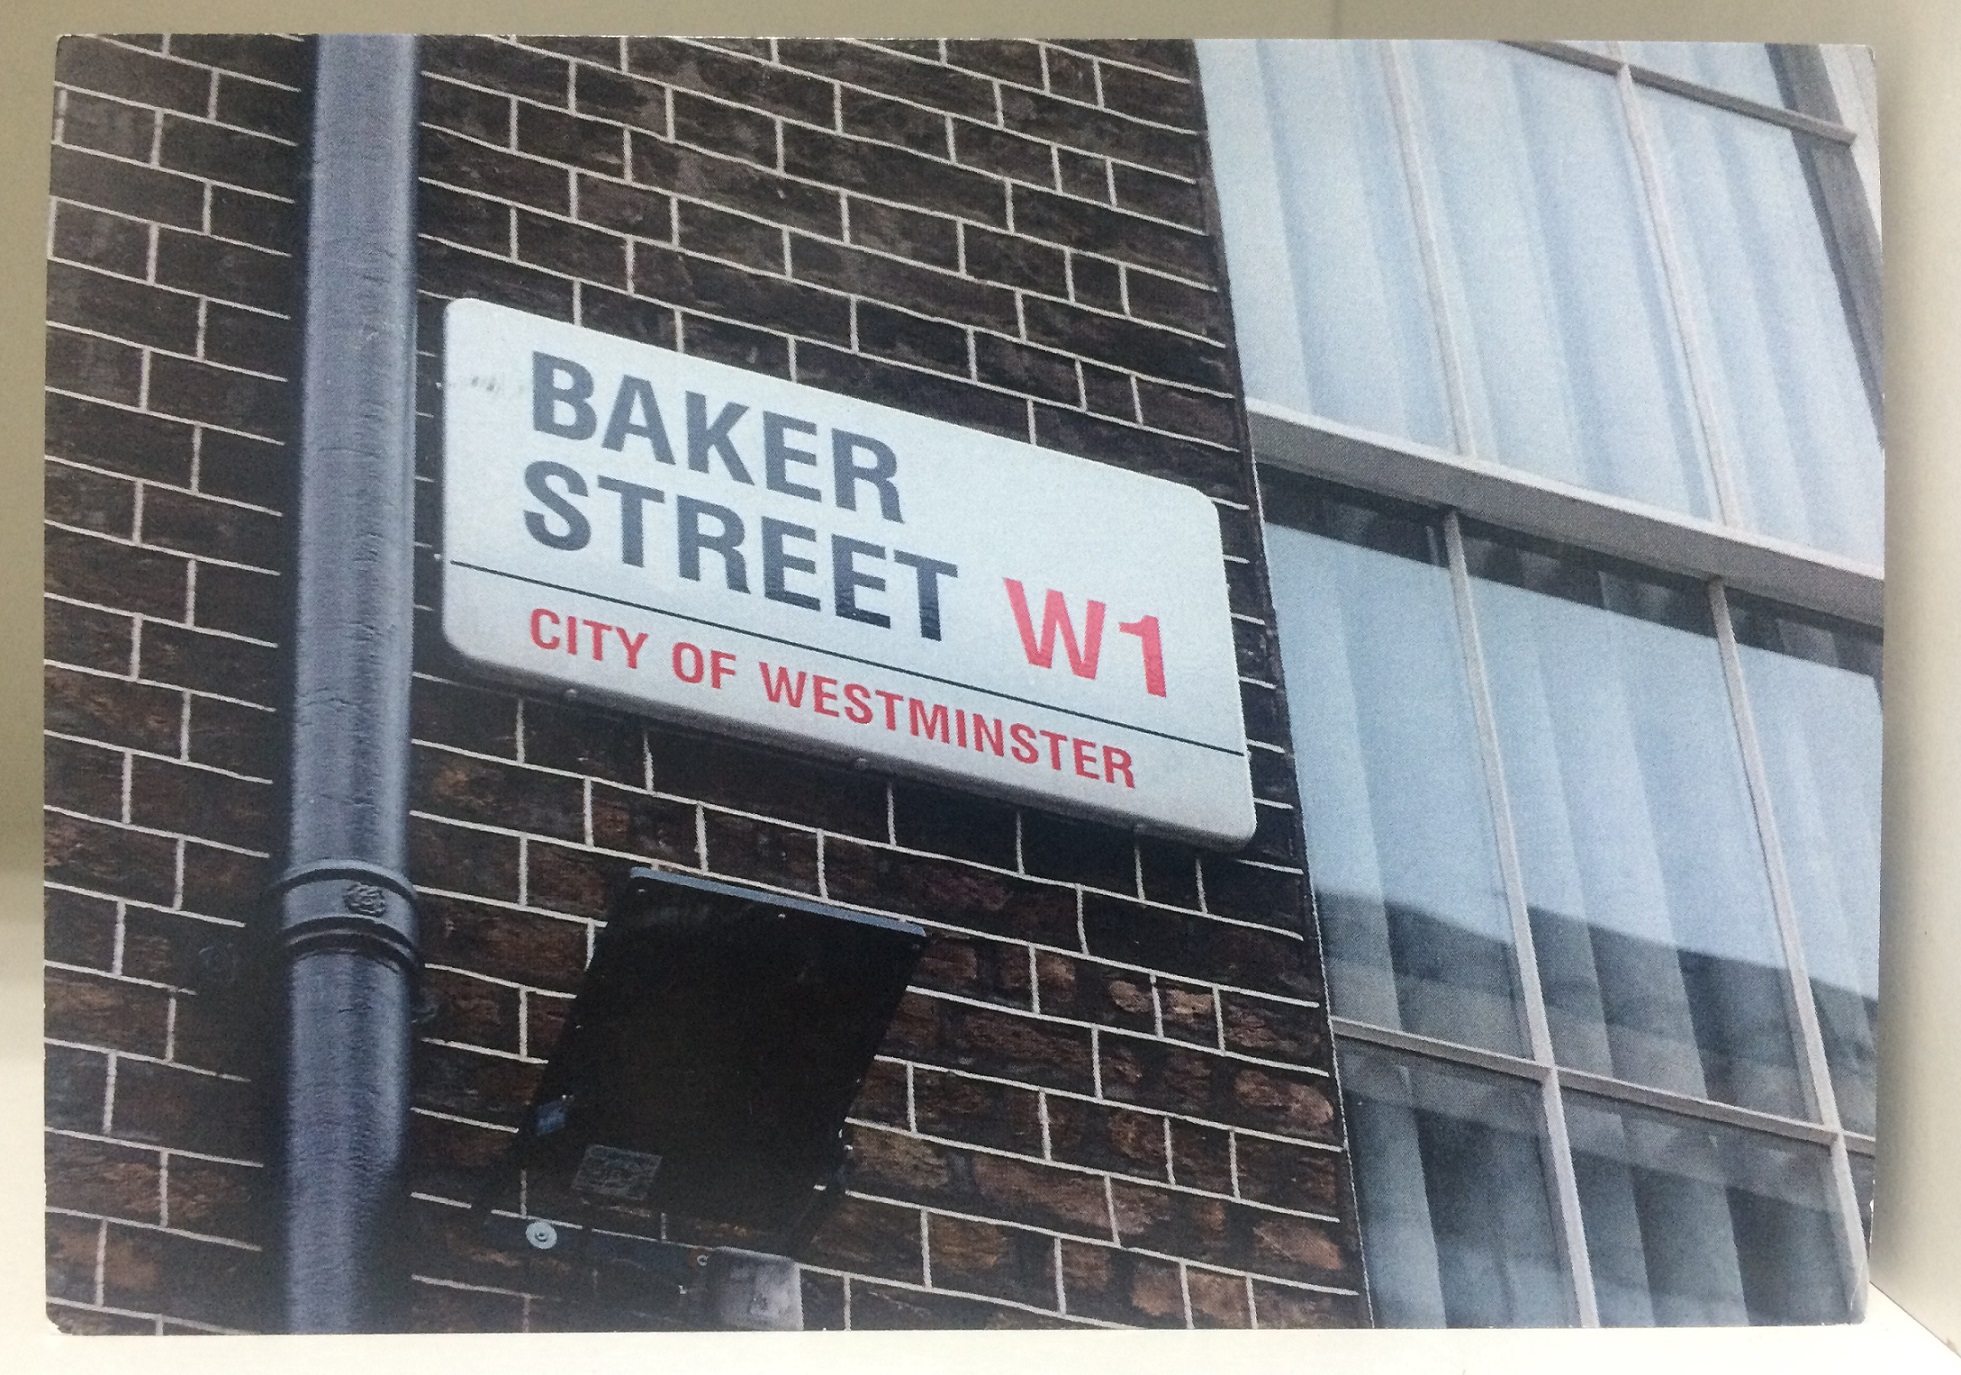 BAKER
STREET W1
CITY OF WESTMINSTER